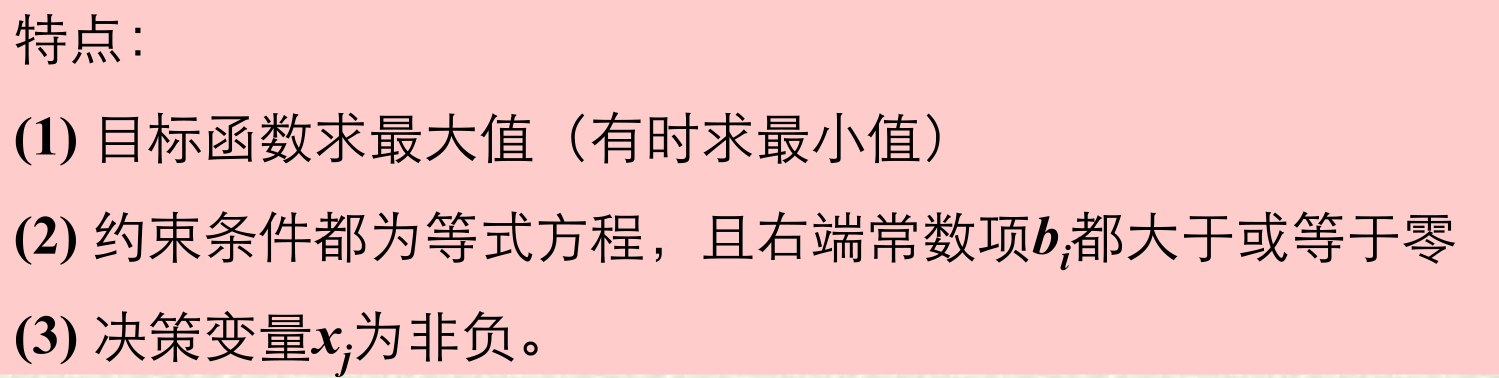 特点：
(1) 目标函数求最大值（有时求最小值）
(2) 约束条件都为等式方程，且右端常数项bi都大于或等于零
(3) 决策变量xj为非负。